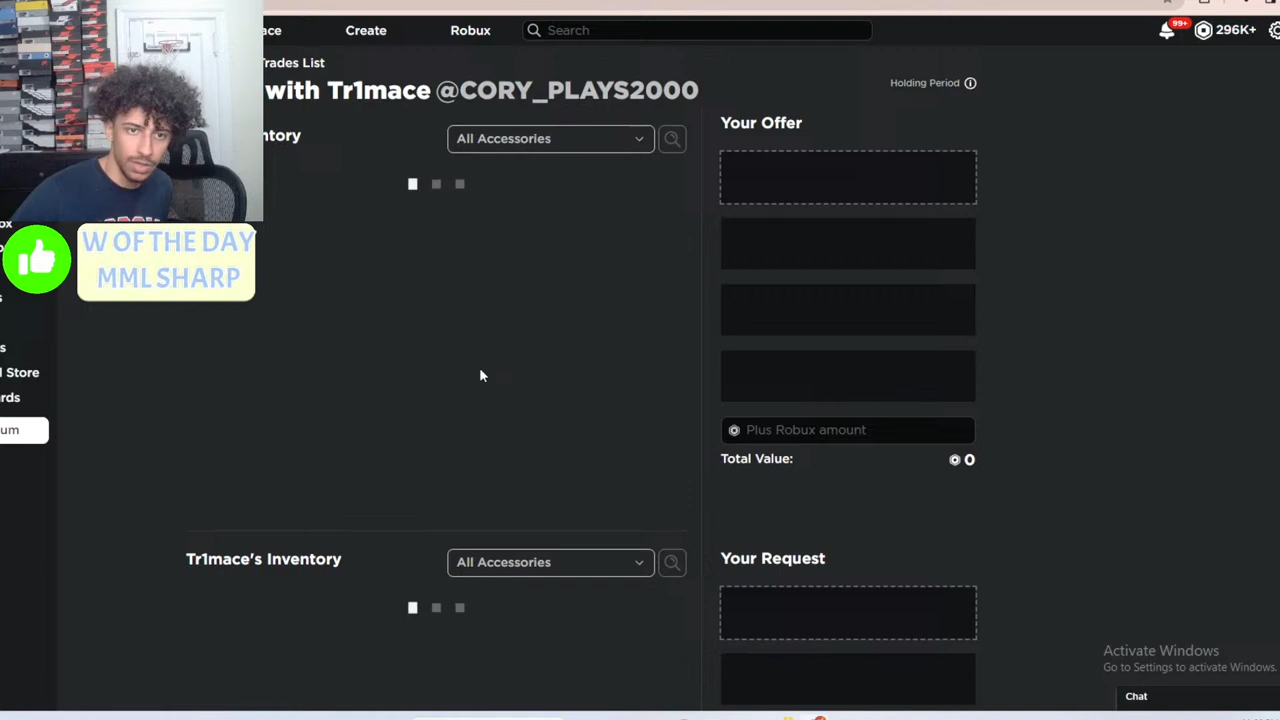 ace
Create
Robux
Search
99+
296K+
Trades List
with Tr1mace @CORY_PLAYS2000
Holding Period
ntory
All Accessories
Your Offer
ox
W OF THE DAY
MML SHARP
s
s
l Store
rds
um
Plus Robux amount
Total Value:
0
Tr1mace's Inventory
All Accessories
Your Request
Activate Windows
Go to Settings to activate Windows.
Chat